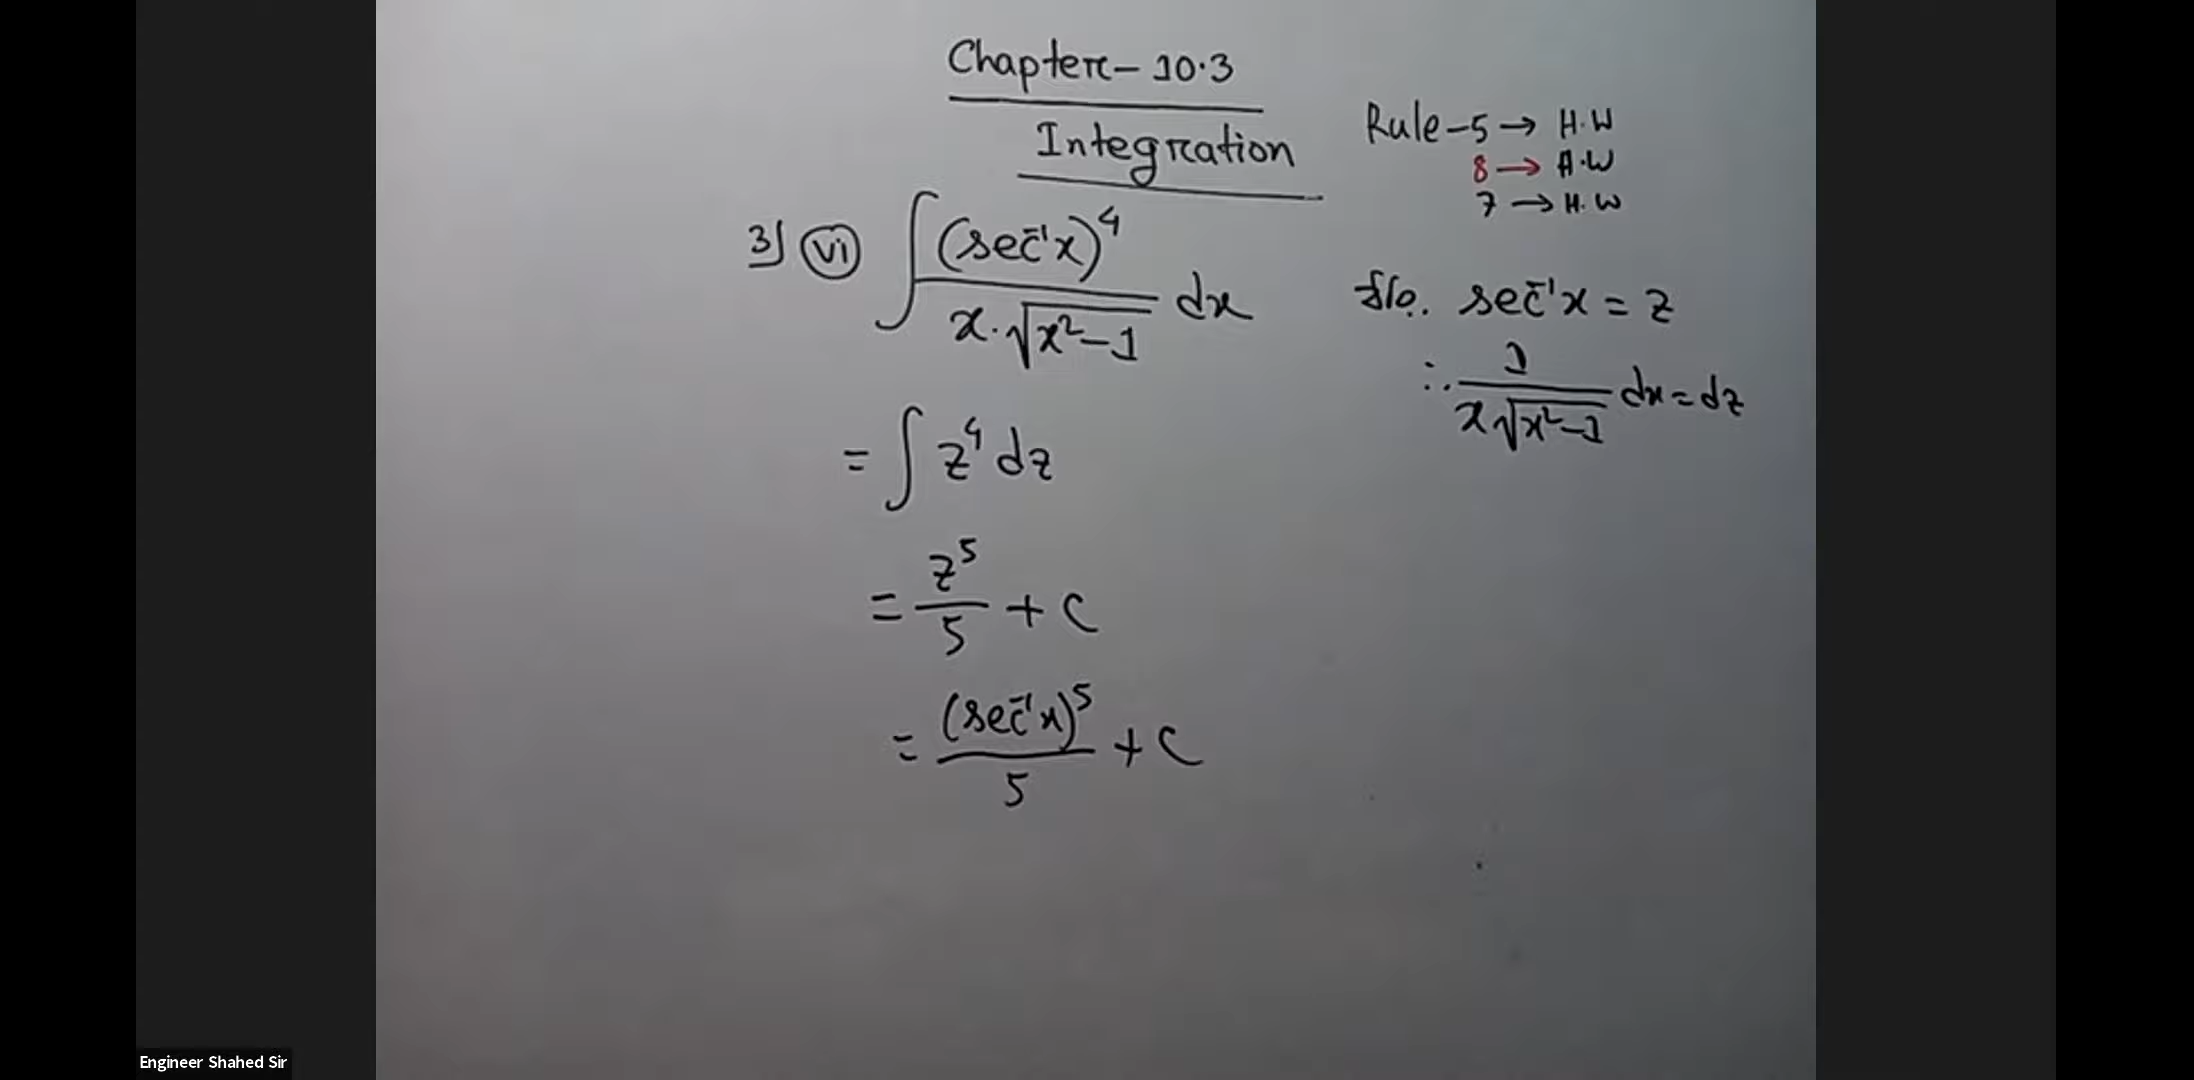 Chapter-10.3
Integration
Rule-5→ H.W
8→ A.W
7→H.W
3) (vi) ∫ (sec⁻¹x)⁴ / x.√x²-1 dx
ধরি. sec⁻¹x = z
∴ 1 / x√x²-1 dx = dz
= ∫ z⁴ dz
= z⁵/5 + c
= (sec⁻¹x)⁵/5 + c
Engineer Shahed Sir